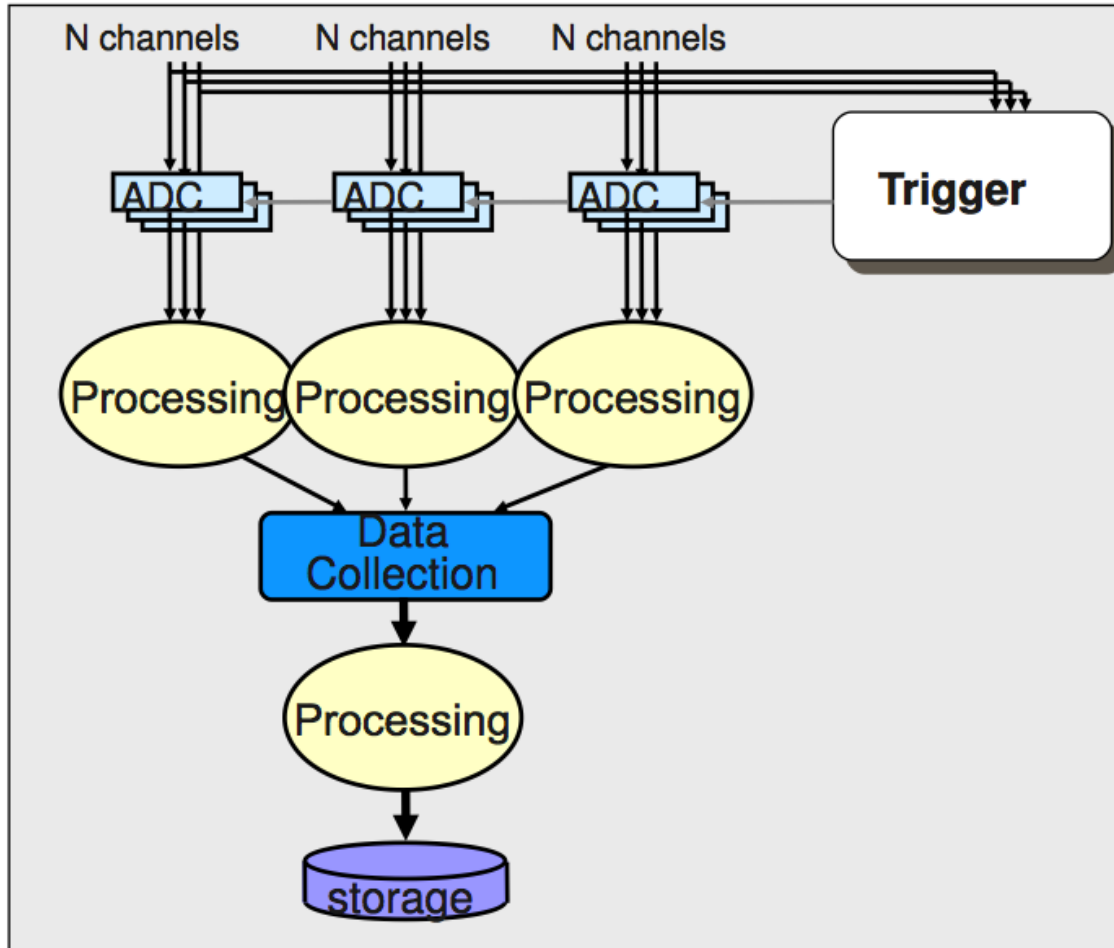 N channels
N channels
N channels
ADC
ADC
ADC
Trigger
Processing
Processing
Processing
Data
Collection
Processing
storage